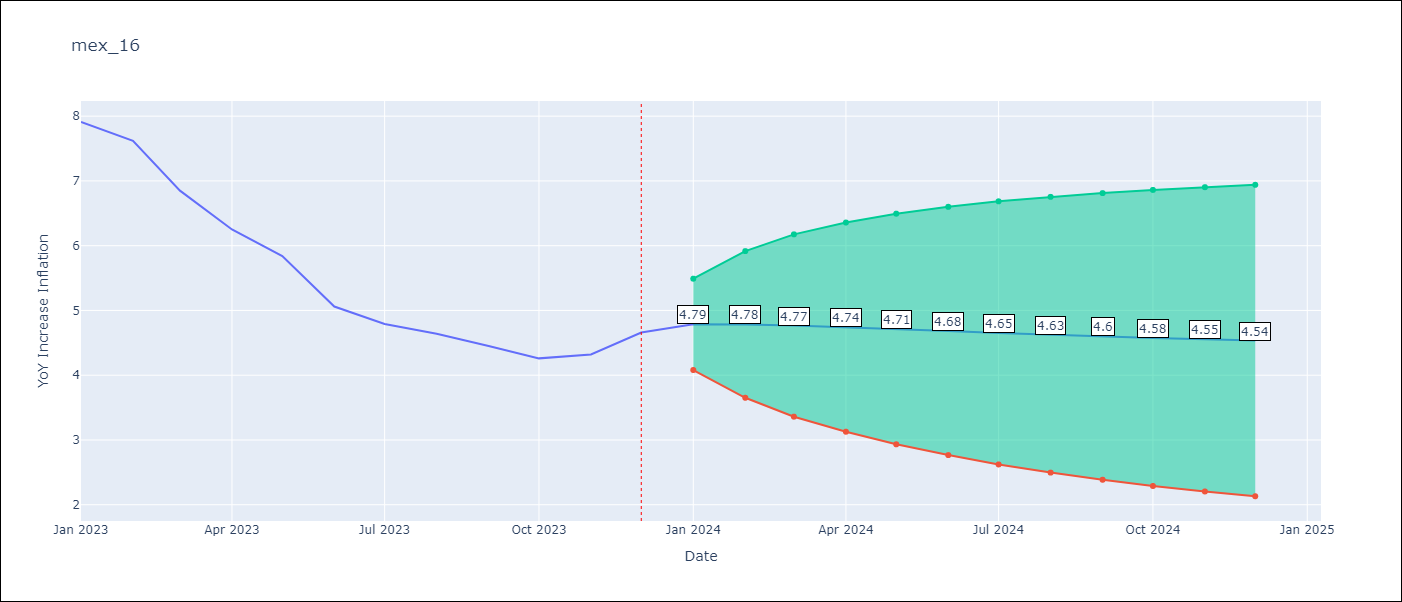 mex_16
8
7
6
5
4
3
2
YoY Increase Inflation
4.79
4.78
4.77
4.74
4.71
4.68
4.65
4.63
4.6
4.58
4.55
4.54
Jan 2023
Apr 2023
Jul 2023
Oct 2023
Jan 2024
Apr 2024
Jul 2024
Oct 2024
Jan 2025
Date